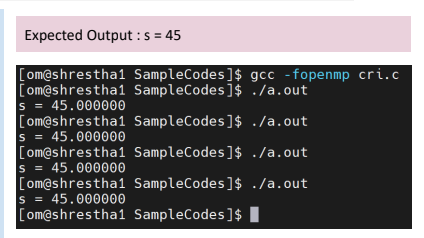 Expected Output : s = 45
[om@shrestha1 SampleCodes]$ gcc -fopenmp cri.c
[om@shrestha1 SampleCodes]$ ./a.out
s = 45.000000
[om@shrestha1 SampleCodes]$ ./a.out
s = 45.000000
[om@shrestha1 SampleCodes]$ ./a.out
s = 45.000000
[om@shrestha1 SampleCodes]$ ./a.out
s = 45.000000
[om@shrestha1 SampleCodes]$